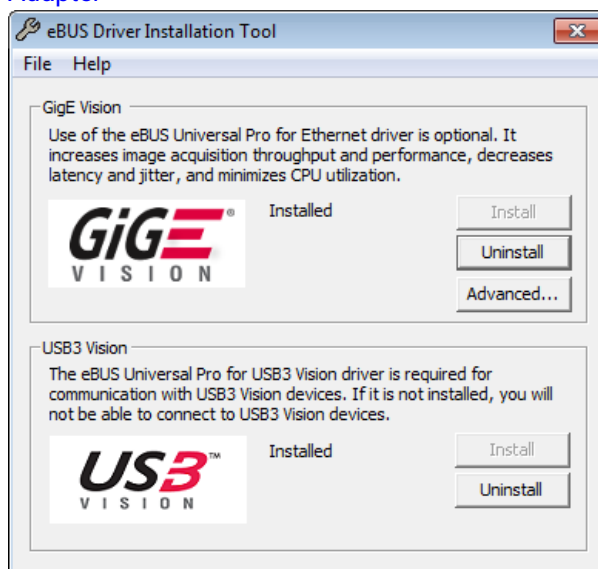 Adapter
eBUS Driver Installation Tool
File Help
GigE Vision
Use of the eBUS Universal Pro for Ethernet driver is optional. It
increases image acquisition throughput and performance, decreases
latency and jitter, and minimizes CPU utilization.
GiGE®
VISION
Installed
Install
Uninstall
Advanced...
USB3 Vision
The eBUS Universal Pro for USB3 Vision driver is required for
communication with USB3 Vision devices. If it is not installed, you will
not be able to connect to USB3 Vision devices.
USB3™
VISION
Installed
Install
Uninstall